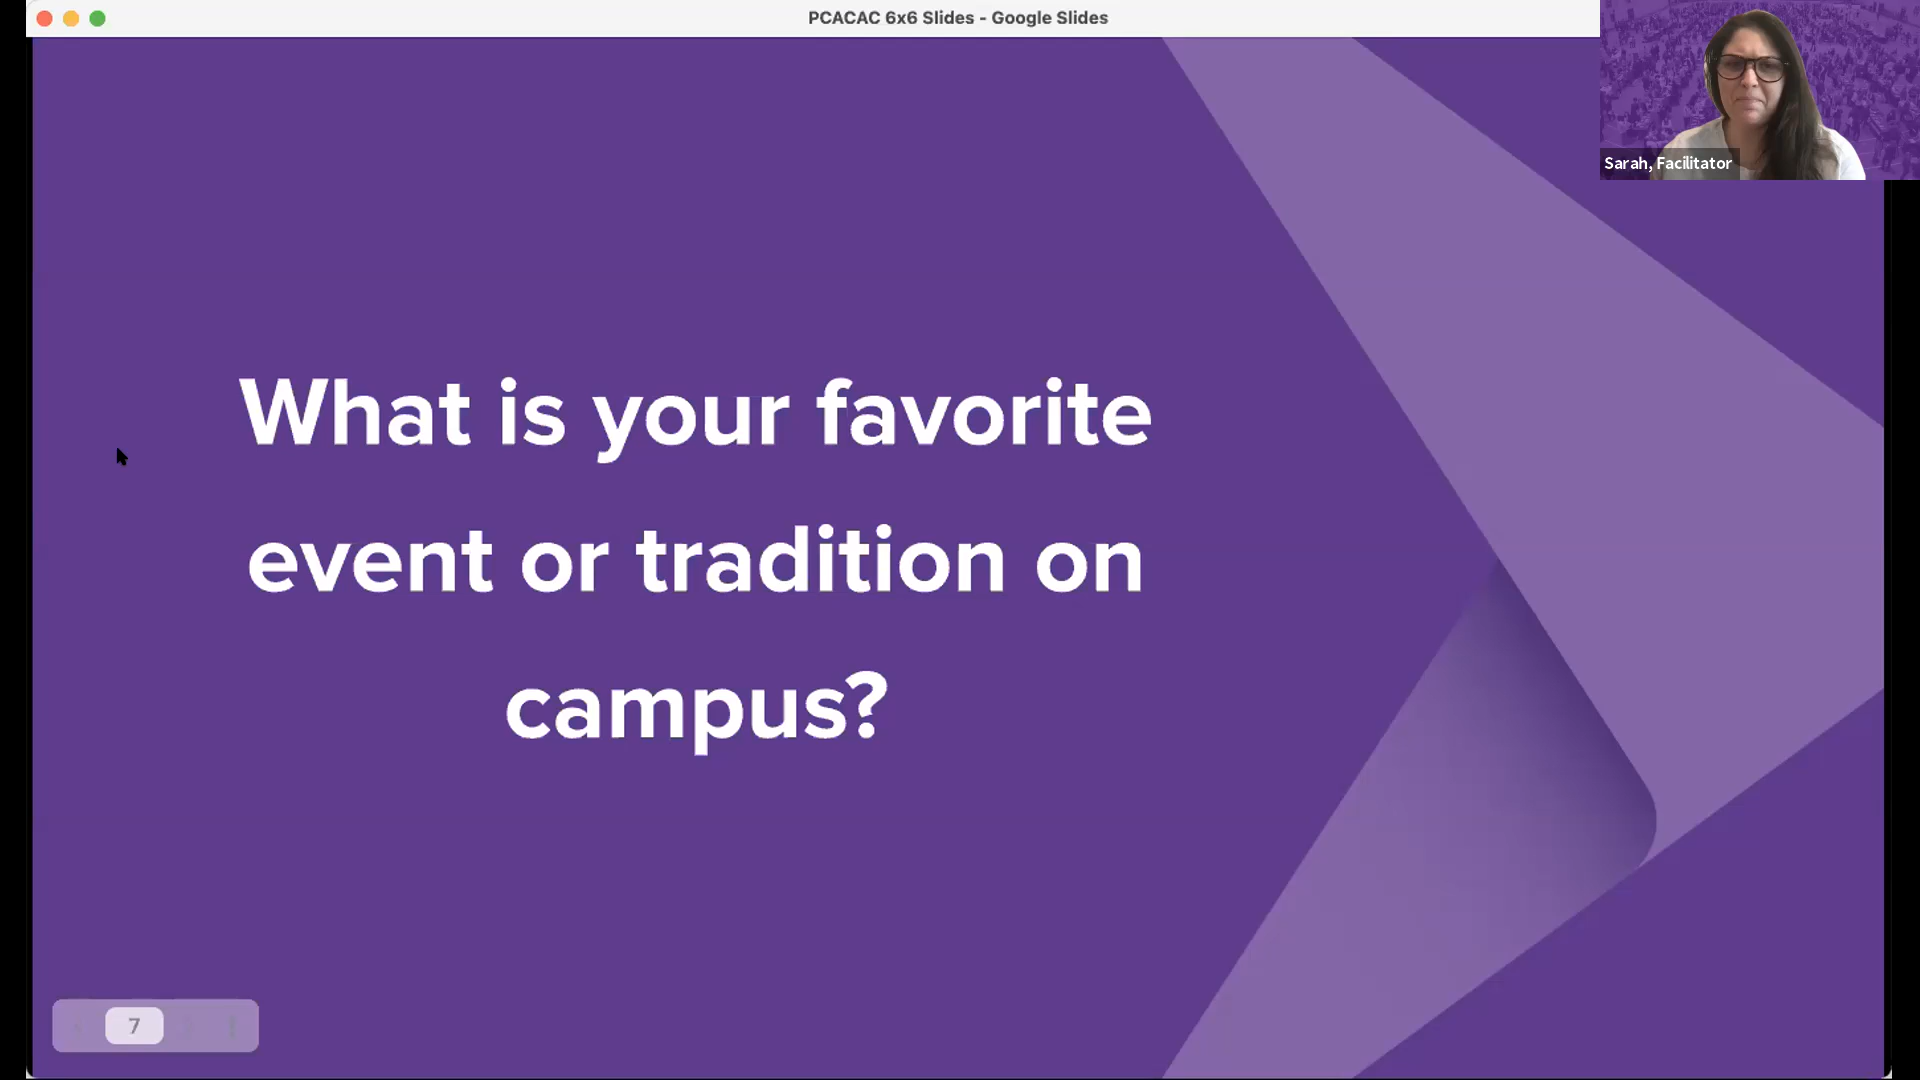 PCACAC 6x6 Slides - Google Slides
Sarah, Facilitator
What is your favorite
event or tradition on
campus?
7